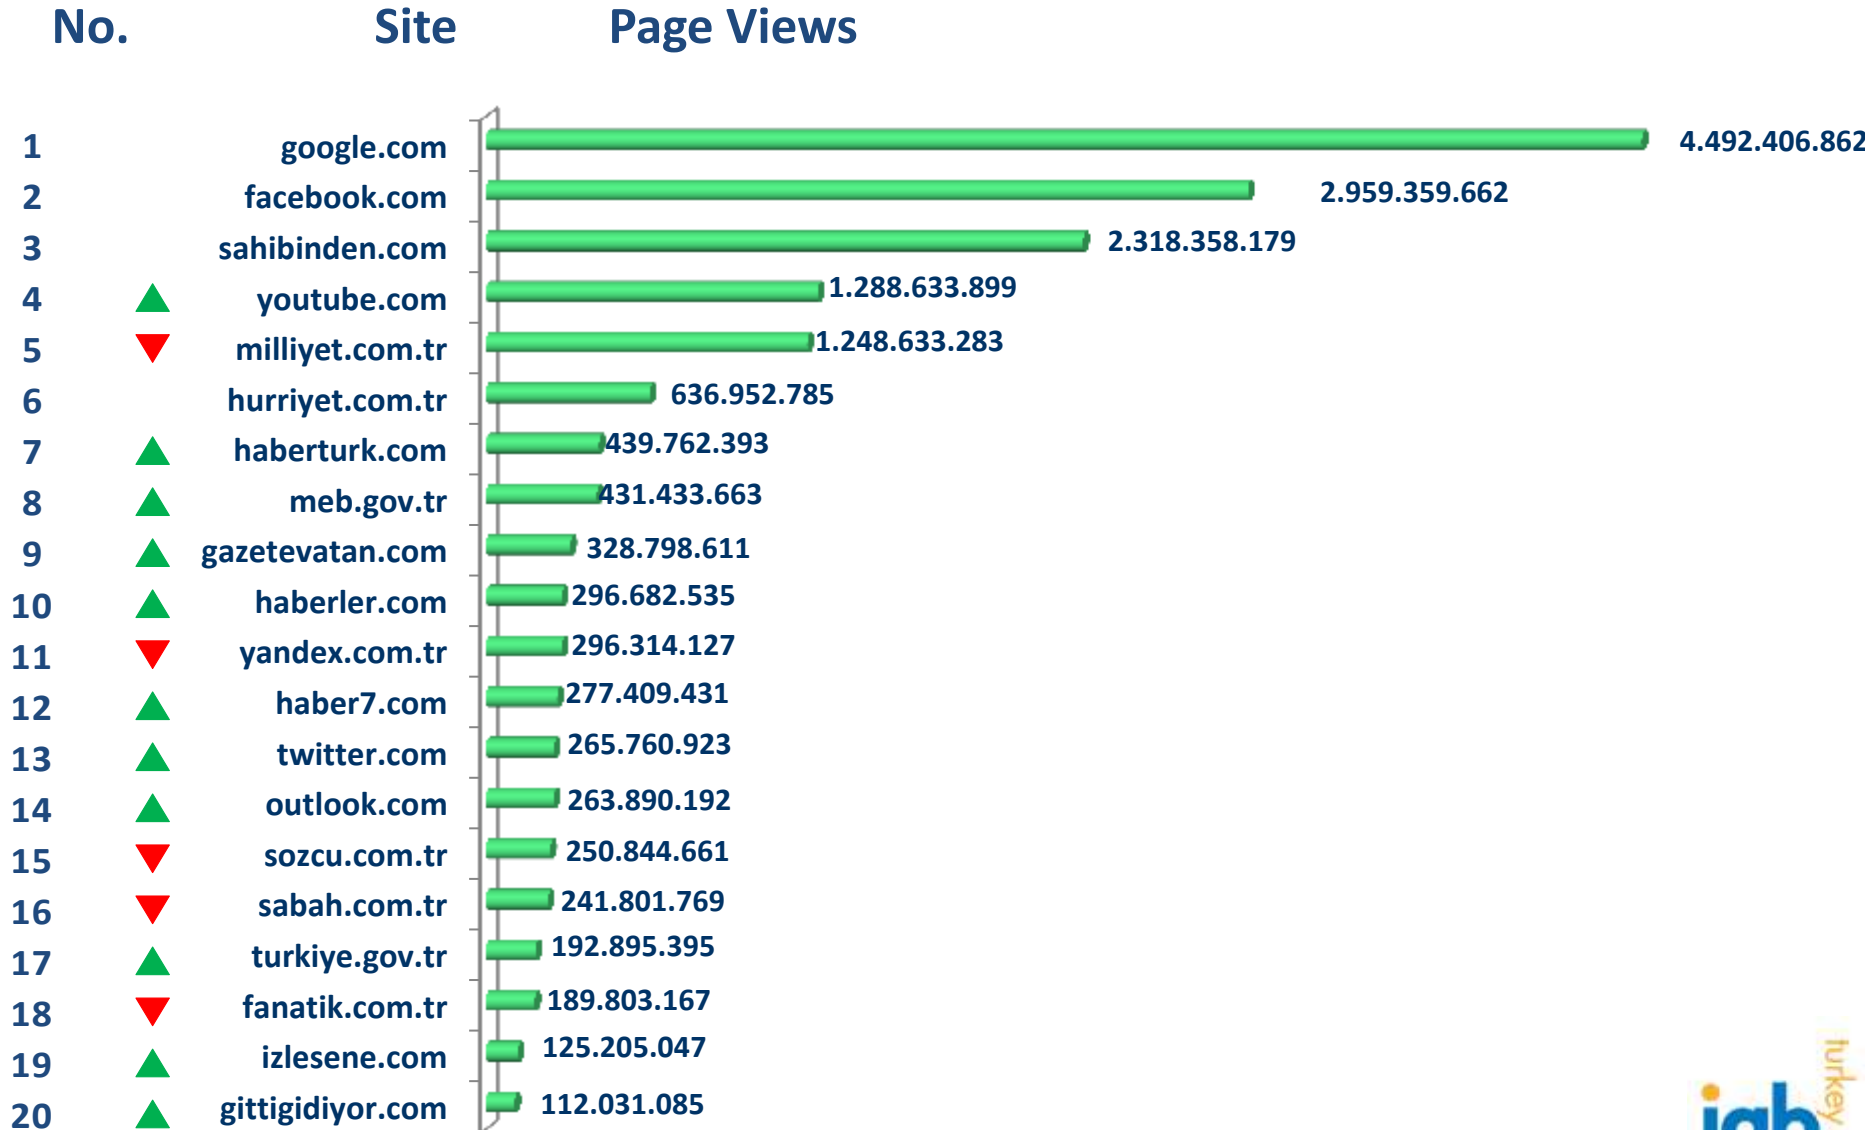 No. Site Page Views
1 google.com 4.492.406.862
2 facebook.com 2.959.359.662
3 sahibinden.com 2.318.358.179
4 youtube.com 1.288.633.899
5 milliyet.com.tr 1.248.633.283
6 hurriyet.com.tr 636.952.785
7 haberturk.com 439.762.393
8 meb.gov.tr 431.433.663
9 gazetevatan.com 328.798.611
10 haberler.com 296.682.535
11 yandex.com.tr 296.314.127
12 haber7.com 277.409.431
13 twitter.com 265.760.923
14 outlook.com 263.890.192
15 sozcu.com.tr 250.844.661
16 sabah.com.tr 241.801.769
17 turkiye.gov.tr 192.895.395
18 fanatik.com.tr 189.803.167
19 izlesene.com 125.205.047
20 gittigidiyor.com 112.031.085
iab
turkey